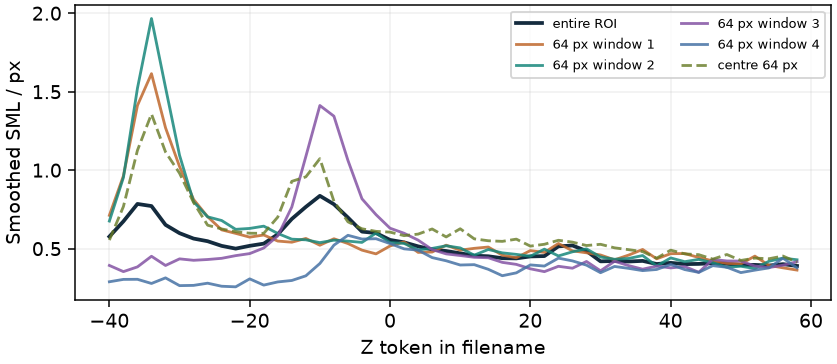 Smoothed SML / px
2.0
1.5
1.0
0.5
entire ROI
64 px window 1
64 px window 2
64 px window 3
64 px window 4
centre 64 px
−40
−20
0
20
40
60
Z token in filename